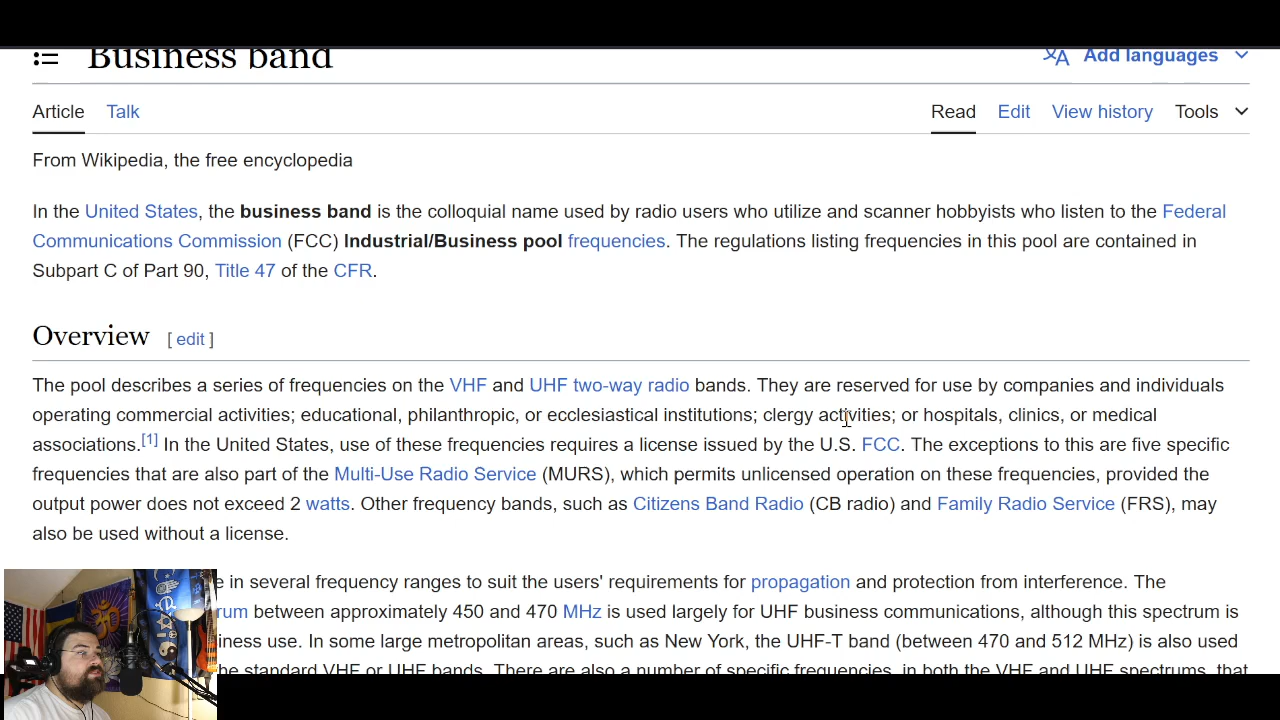 Business band
Add languages
Article Talk Read Edit View history Tools
From Wikipedia, the free encyclopedia
In the United States, the business band is the colloquial name used by radio users who utilize and scanner hobbyists who listen to the Federal
Communications Commission (FCC) Industrial/Business pool frequencies. The regulations listing frequencies in this pool are contained in
Subpart C of Part 90, Title 47 of the CFR.
Overview [ edit ]
The pool describes a series of frequencies on the VHF and UHF two-way radio bands. They are reserved for use by companies and individuals
operating commercial activities; educational, philanthropic, or ecclesiastical institutions; clergy activities; or hospitals, clinics, or medical
associations.[1] In the United States, use of these frequencies requires a license issued by the U.S. FCC. The exceptions to this are five specific
frequencies that are also part of the Multi-Use Radio Service (MURS), which permits unlicensed operation on these frequencies, provided the
output power does not exceed 2 watts. Other frequency bands, such as Citizens Band Radio (CB radio) and Family Radio Service (FRS), may
also be used without a license.
e in several frequency ranges to suit the users' requirements for propagation and protection from interference. The
rum between approximately 450 and 470 MHz is used largely for UHF business communications, although this spectrum is
iness use. In some large metropolitan areas, such as New York, the UHF-T band (between 470 and 512 MHz) is also used
he standard VHF or UHF bands. There are also a number of specific frequencies, in both the VHF and UHF spectrums, that